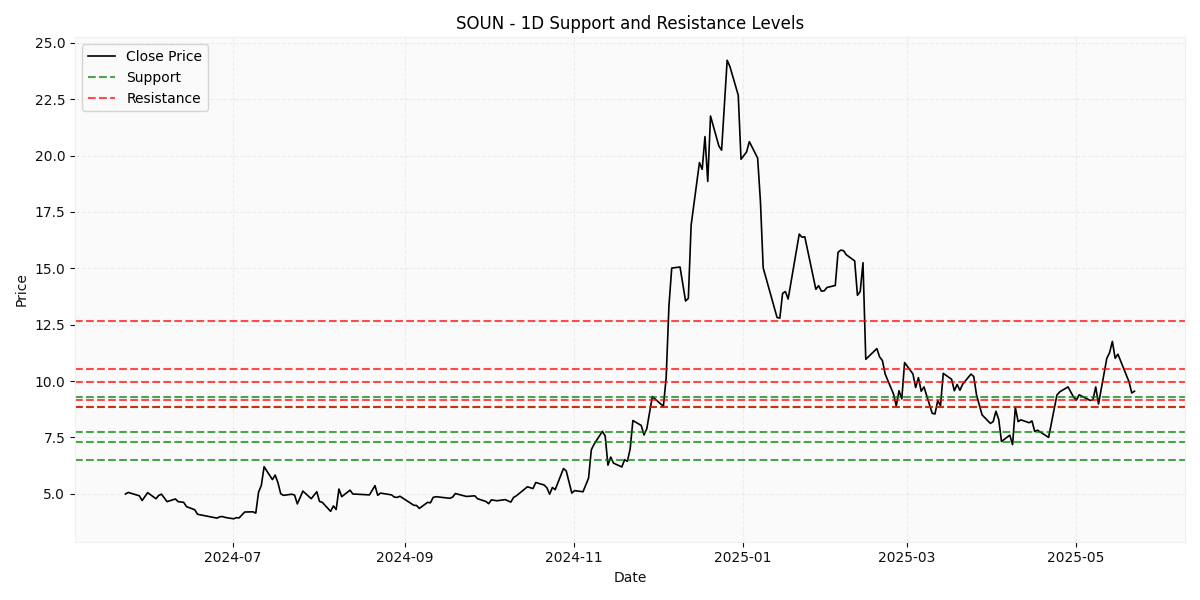 SOUN - 1D Support and Resistance Levels
Close Price
Support
Resistance
25.0
22.5
20.0
17.5
15.0
12.5
10.0
7.5
5.0
Price
2024-07
2024-09
2024-11
2025-01
2025-03
2025-05
Date